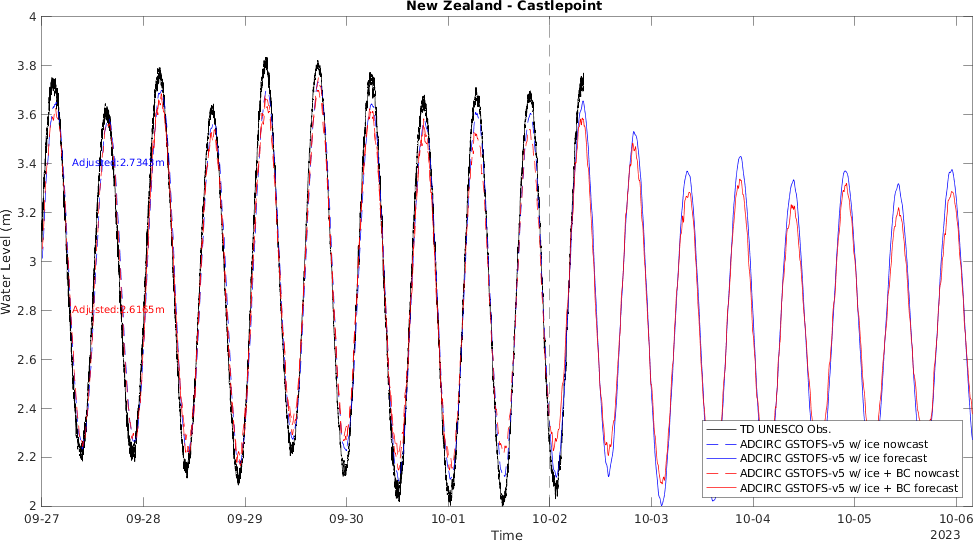 New Zealand - Castlepoint
4
3.8
3.6
3.4
3.2
3
2.8
2.6
2.4
2.2
2
Water Level (m)
Adjusted:2.7343m
Adjusted:2.6165m
TD UNESCO Obs.
ADCIRC GSTOFS-v5 w/ ice nowcast
ADCIRC GSTOFS-v5 w/ ice forecast
ADCIRC GSTOFS-v5 w/ ice + BC nowcast
ADCIRC GSTOFS-v5 w/ ice + BC forecast
09-27 09-28 09-29 09-30 10-01 10-02 10-03 10-04 10-05 10-06
Time 2023